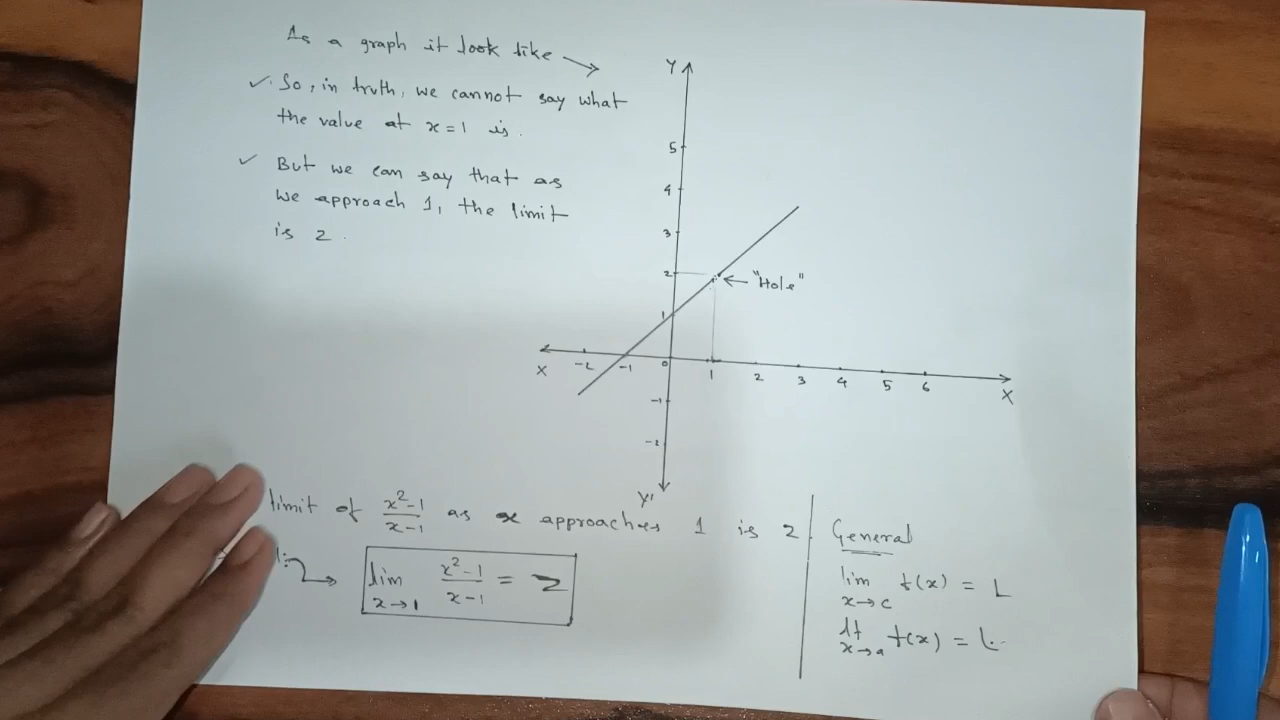 As a graph it look like →
✓ So, in truth, we cannot say what
the value at x = 1 is.
✓ But we can say that as
we approach 1, the limit
is 2.
Y
5
4
3
2
1
0
-1
-2
Y'
X
-2 -1 1 2 3 4 5 6
X
← "Hole"
limit of (x²-1)/(x-1) as x approaches 1 is 2
→ lim x→1 (x²-1)/(x-1) = 2
General
lim x→c f(x) = L
lt x→a f(x) = L